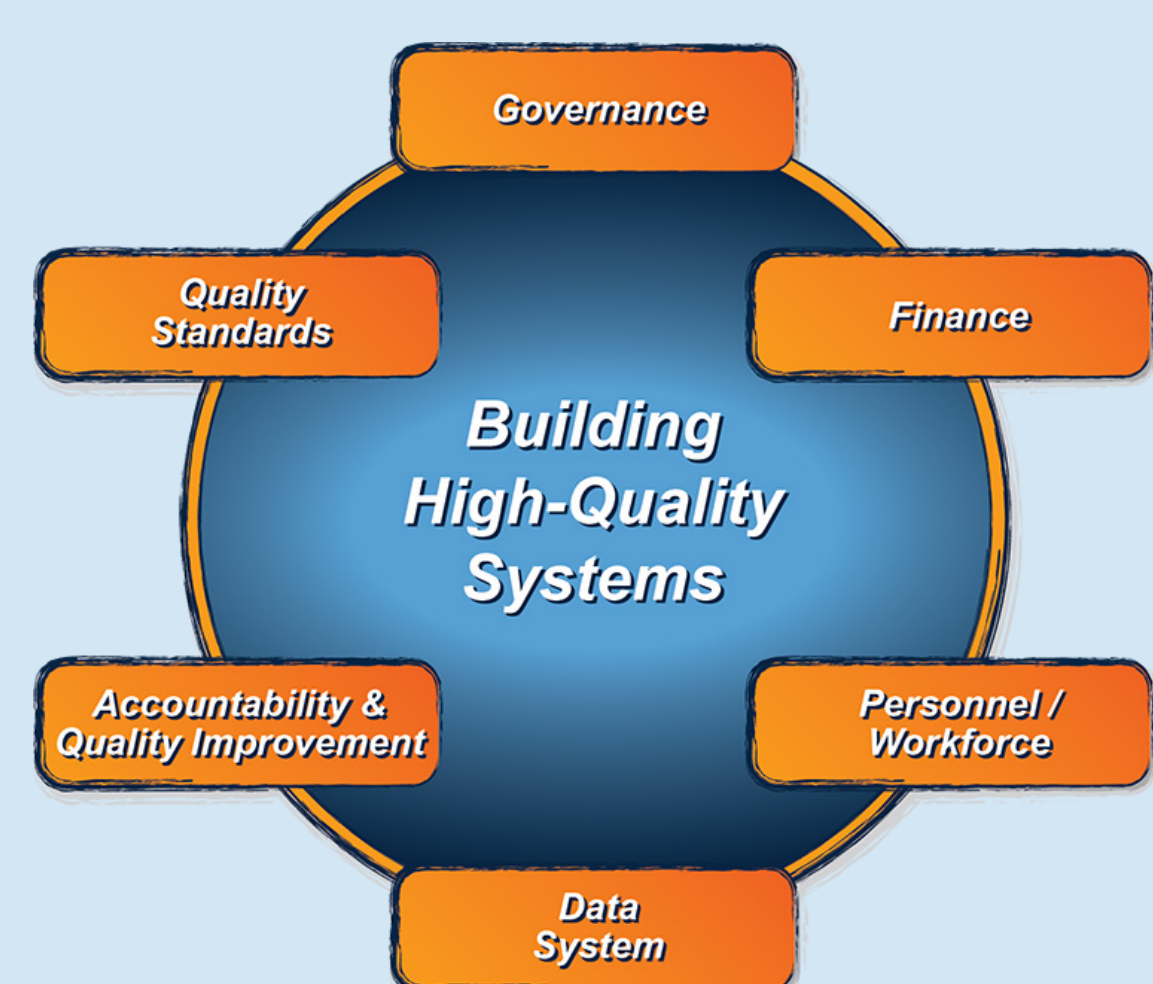 Governance
Quality
Standards
Finance
Building
High-Quality
Systems
Accountability &
Quality Improvement
Personnel /
Workforce
Data
System